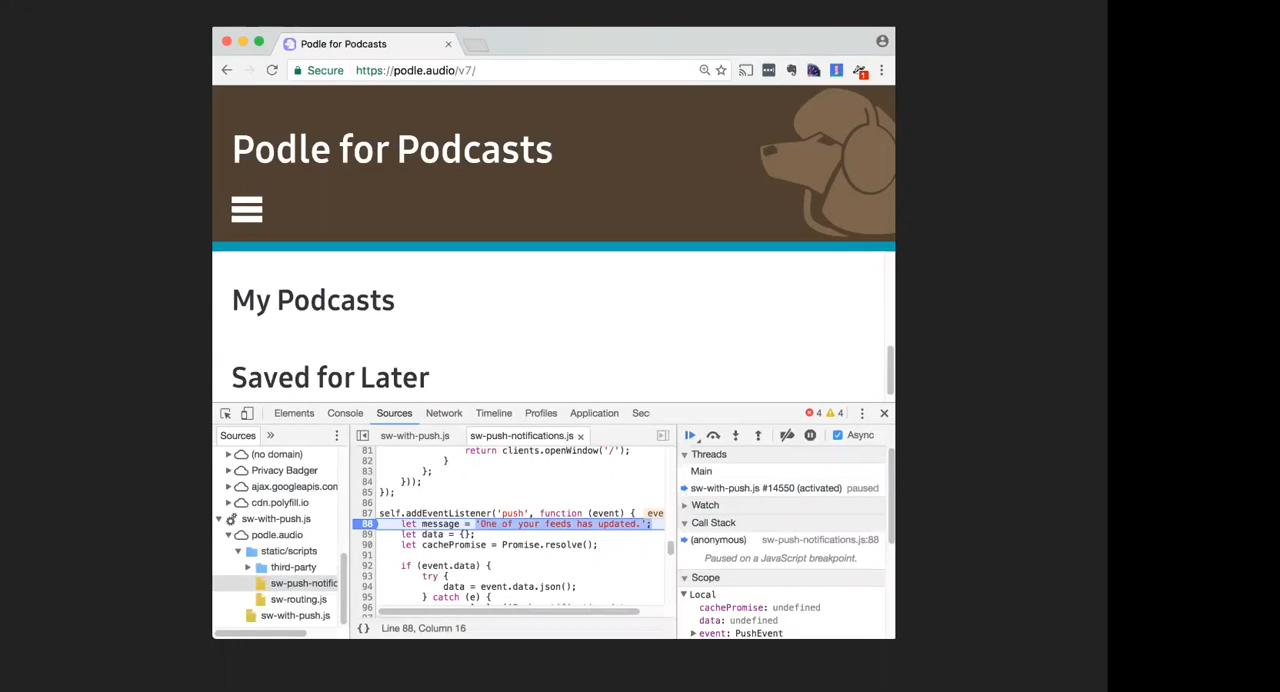 Podle for Podcasts
Secure https://podle.audio/v7/
1
Podle for Podcasts
My Podcasts
Saved for Later
Elements Console Sources Network Timeline Profiles Application Sec 4 4
Sources
(no domain)
Privacy Badger
ajax.googleapis.con
cdn.polyfill.io
sw-with-push.js
podle.audio
static/scripts
third-party
sw-push-notific
sw-routing.js
sw-with-push.js
sw-with-push.js sw-push-notifications.js
81 return clients.openWindow('/');
82 }
83 };
84 }));
85 });
86
87 self.addEventListener('push', function (event) { eve
88 let message = 'One of your feeds has updated.';
89 let data = {};
90 let cachePromise = Promise.resolve();
91
92 if (event.data) {
93 try {
94 data = event.data.json();
95 } catch (e) {
96
{} Line 88, Column 16
Async
Threads
Main
sw-with-push.js #14550 (activated) paused
Watch
Call Stack
(anonymous) sw-push-notifications.js:88
Paused on a JavaScript breakpoint.
Scope
Local
cachePromise: undefined
data: undefined
event: PushEvent